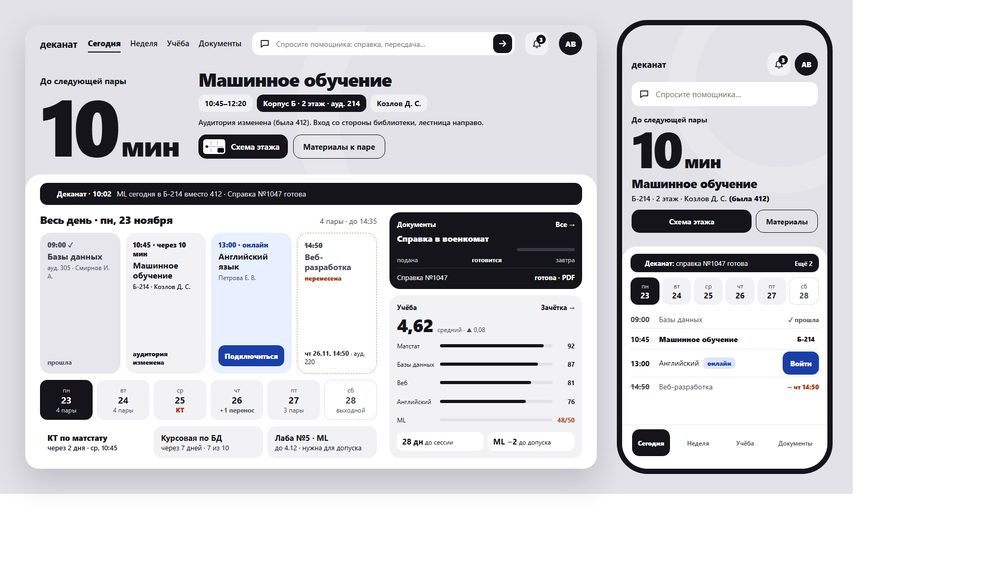 деканат
Сегодня Неделя Учёба Документы
Спросите помощника: справка, пересдача...
3
АВ
До следующей пары
10 мин
Машинное обучение
10:45–12:20
Корпус Б · 2 этаж · ауд. 214
Козлов Д. С.
Аудитория изменена (была 412). Вход со стороны библиотеки, лестница направо.
Схема этажа
Материалы к паре
Деканат · 10:02 ML сегодня в Б-214 вместо 412 · Справка №1047 готова
Весь день · пн, 23 ноября
4 пары · до 14:35
09:00 ✓
Базы данных
ауд. 305 · Смирнов И.
А.
прошла
10:45 · через 10
мин
Машинное
обучение
Б-214 · Козлов Д. С.
аудитория
изменена
13:00 · онлайн
Английский
язык
Петрова Е. В.
Подключиться
14:50
Веб-
разработка
перенесена
чт 26.11, 14:50 · ауд.
220
пн
23
4 пары
вт
24
4 пары
ср
25
КТ
чт
26
+1 перенос
пт
27
3 пары
сб
28
выходной
КТ по матстату
через 2 дня · ср, 10:45
Курсовая по БД
через 7 дней · 7 из 10
Лаба №5 · ML
до 4.12 · нужна для допуска
Документы
Все →
Справка в военкомат
подана готовится завтра
Справка №1047 готова · PDF
Учёба
Зачётка →
4,62 средний · ▲ 0,08
Матстат 92
Базы данных 87
Веб 81
Английский 76
ML 48/50
28 дн до сессии
ML −2 до допуска
деканат
3
АВ
Спросите помощника...
До следующей пары
10 мин
Машинное обучение
Б-214 · 2 этаж · Козлов Д. С. (была 412)
Схема этажа
Материалы
Деканат: справка №1047 готова Ещё 2
пн
23
вт
24
ср
25
чт
26
пт
27
сб
28
09:00 Базы данных ✓ прошла
10:45 Машинное обучение Б-214
13:00 Английский онлайн Войти
14:50 Веб-разработка → чт 14:50
Сегодня Неделя Учёба Документы